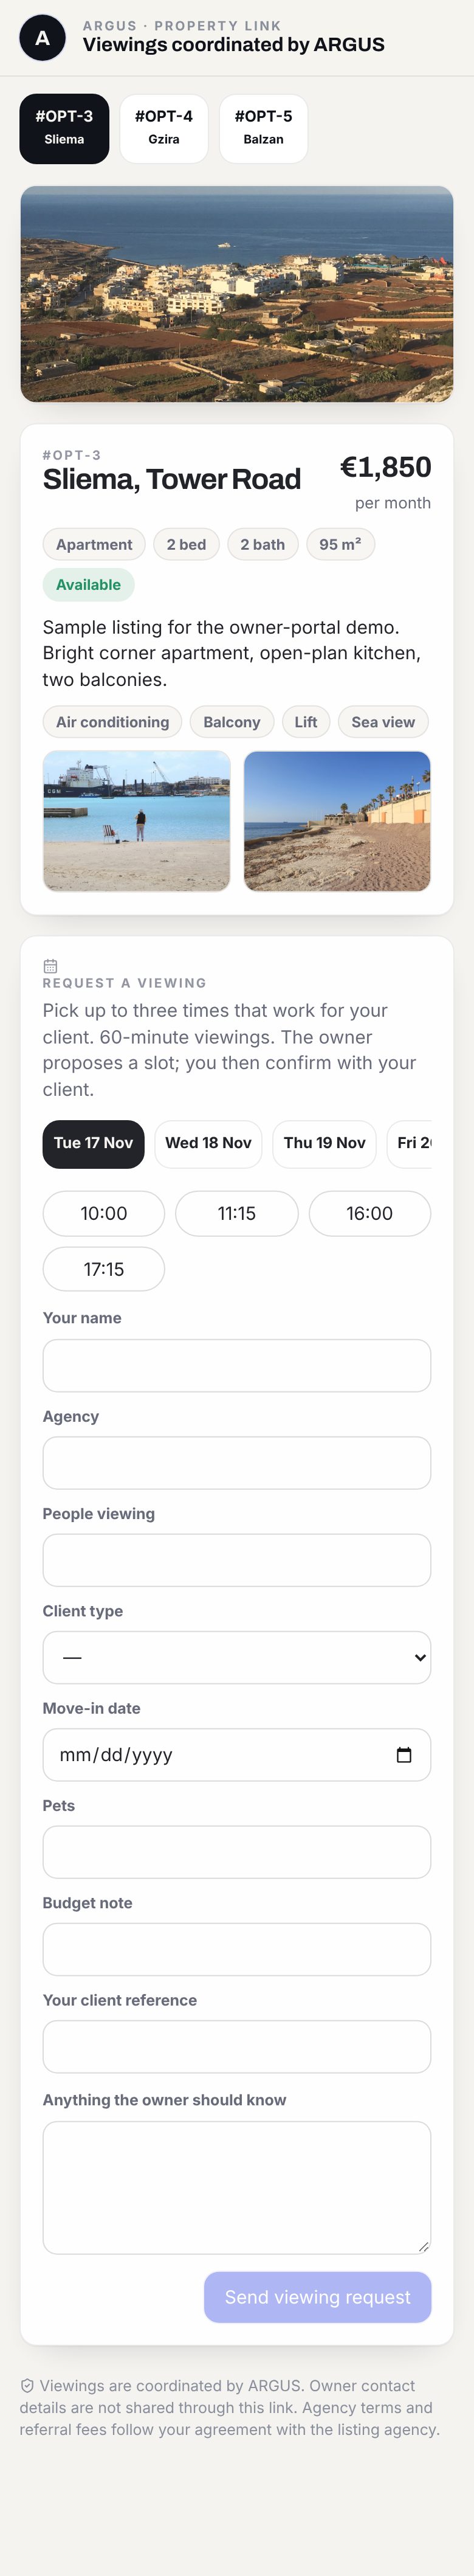 A
ARGUS · PROPERTY LINK
Viewings coordinated by ARGUS
#OPT-3
Sliema
#OPT-4
Gzira
#OPT-5
Balzan
#OPT-3
Sliema, Tower Road
€1,850
per month
Apartment
2 bed
2 bath
95 m²
Available
Sample listing for the owner-portal demo.
Bright corner apartment, open-plan kitchen,
two balconies.
Air conditioning
Balcony
Lift
Sea view
CGM
REQUEST A VIEWING
Pick up to three times that work for your
client. 60-minute viewings. The owner
proposes a slot; you then confirm with your
client.
Tue 17 Nov
Wed 18 Nov
Thu 19 Nov
Fri
10:00
11:15
16:00
17:15
Your name
Agency
People viewing
Client type
—
Move-in date
mm/dd/yyyy
Pets
Budget note
Your client reference
Anything the owner should know
Send viewing request
Viewings are coordinated by ARGUS. Owner contact
details are not shared through this link. Agency terms and
referral fees follow your agreement with the listing agency.